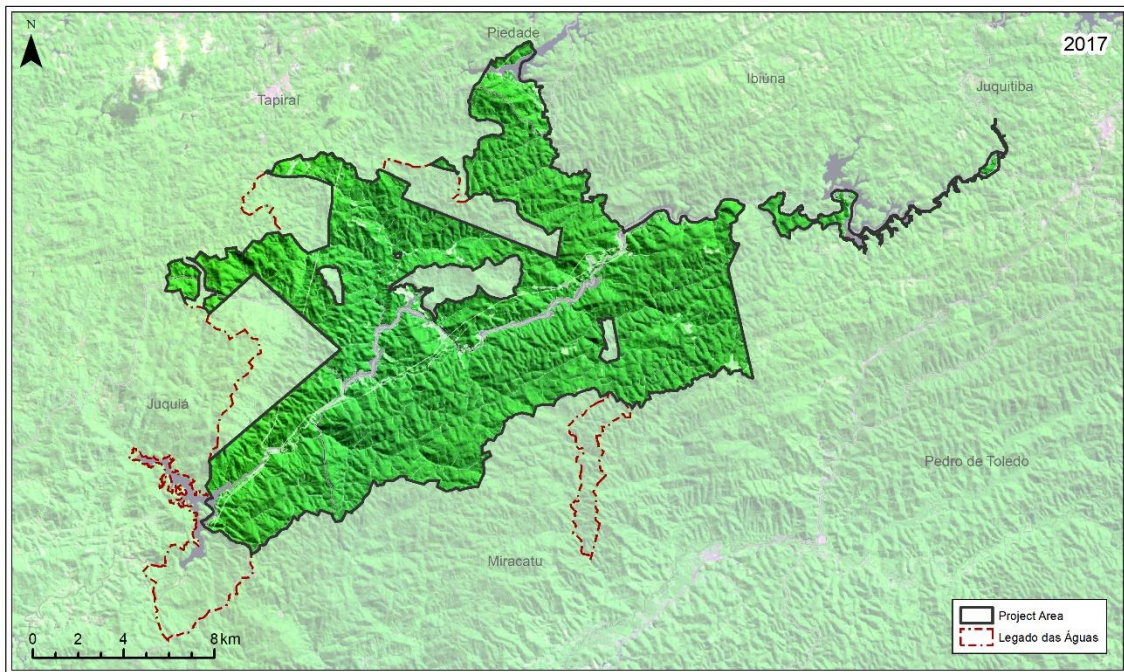 N
2017
Piedade
Ibiúna
Juquitiba
Tapiraí
Juquiá
Pedro de Toledo
Miracatu
0 2 4 8 km
Project Area
Legado das Águas